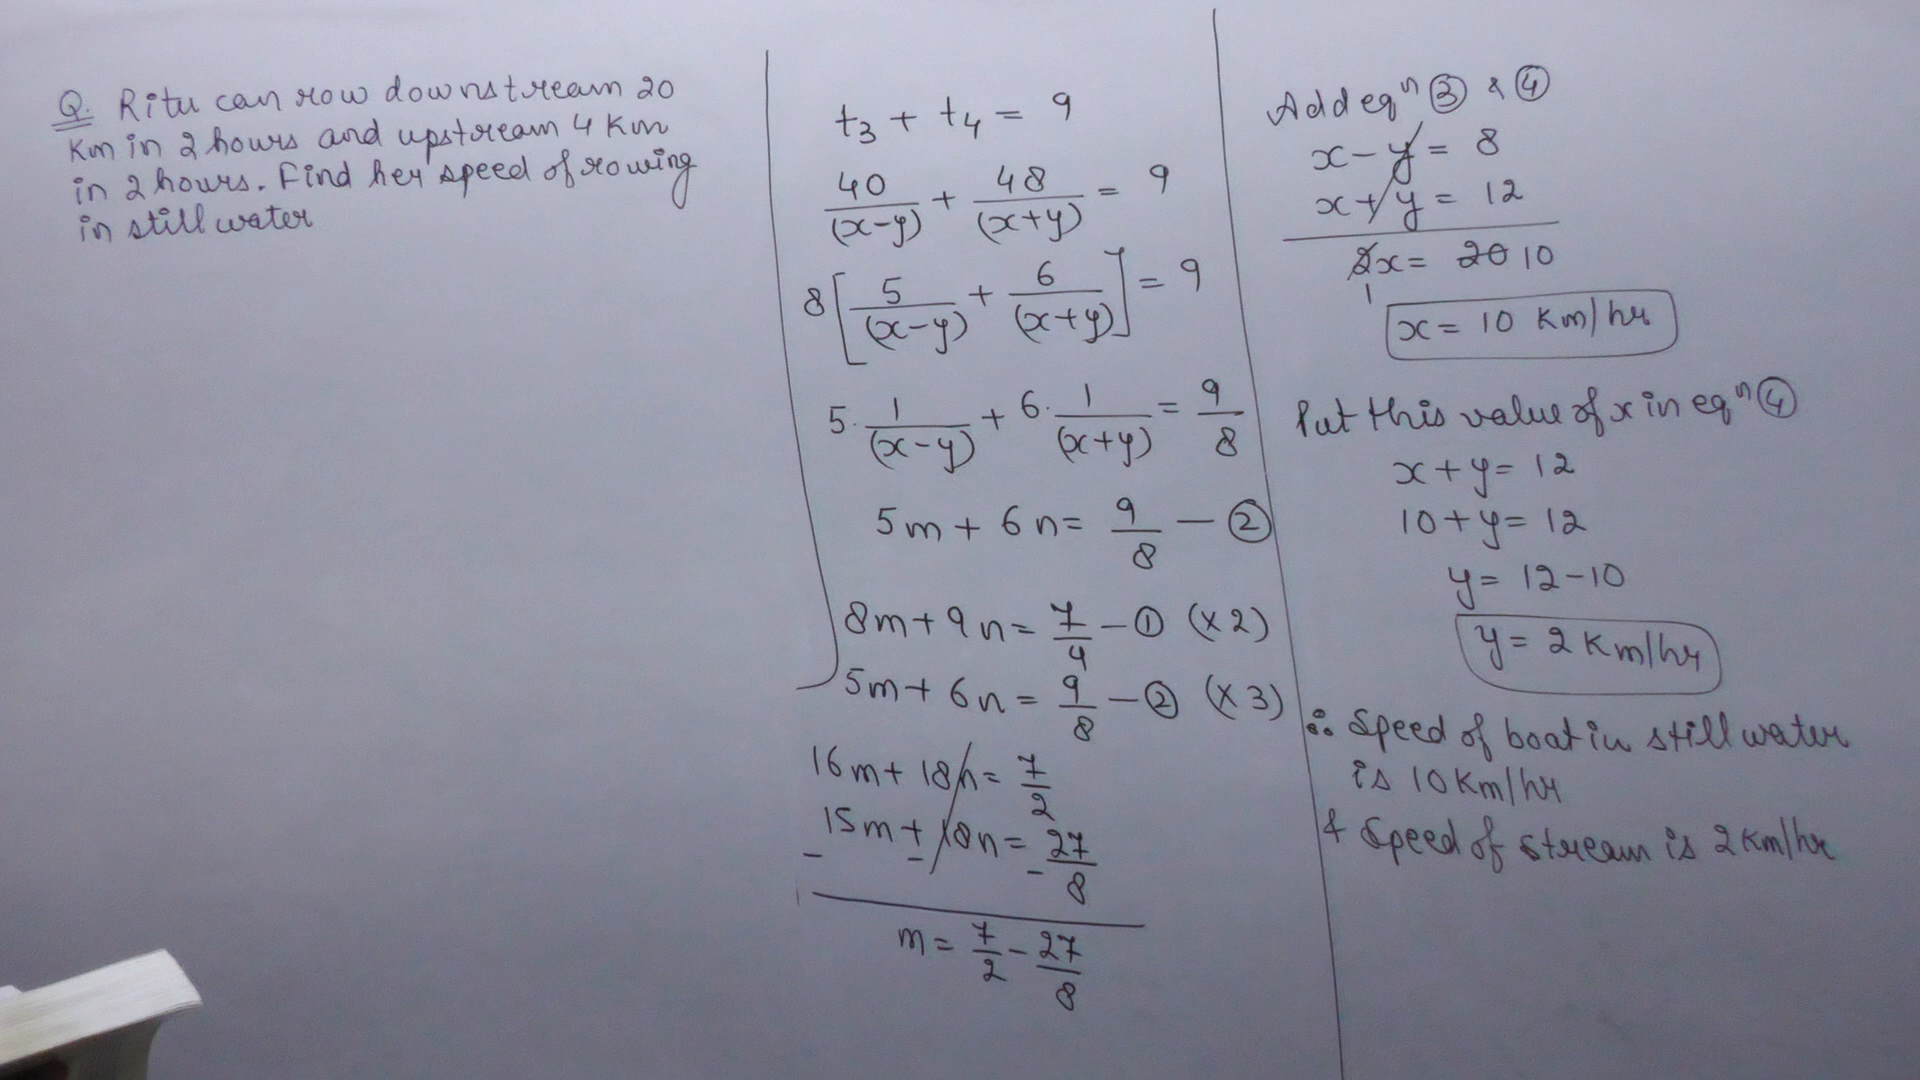 Q. Ritu can row downstream 20
Km in 2 hours and upstream 4 Km
in 2 hours. Find her speed of rowing
in still water
t₃ + t₄ = 9
40/(x-y) + 48/(x+y) = 9
8[5/(x-y) + 6/(x+y)] = 9
5. 1/(x-y) + 6. 1/(x+y) = 9/8
5m + 6n = 9/8 - ②
8m + 9n = 7/4 - ① (x 2)
5m + 6n = 9/8 - ② (x 3)
16m + 18n = 7/2
15m + 18n = 27/8
- - -
m = 7/2 - 27/8
Add eqⁿ ③ & ④
x - y = 8
x + y = 12
2x = 20 10
1
x = 10 Km/hr
Put this value of x in eqⁿ ④
x + y = 12
10 + y = 12
y = 12 - 10
y = 2 Km/hr
∴ Speed of boat in still water
is 10 Km/hr
& Speed of stream is 2 Km/hr